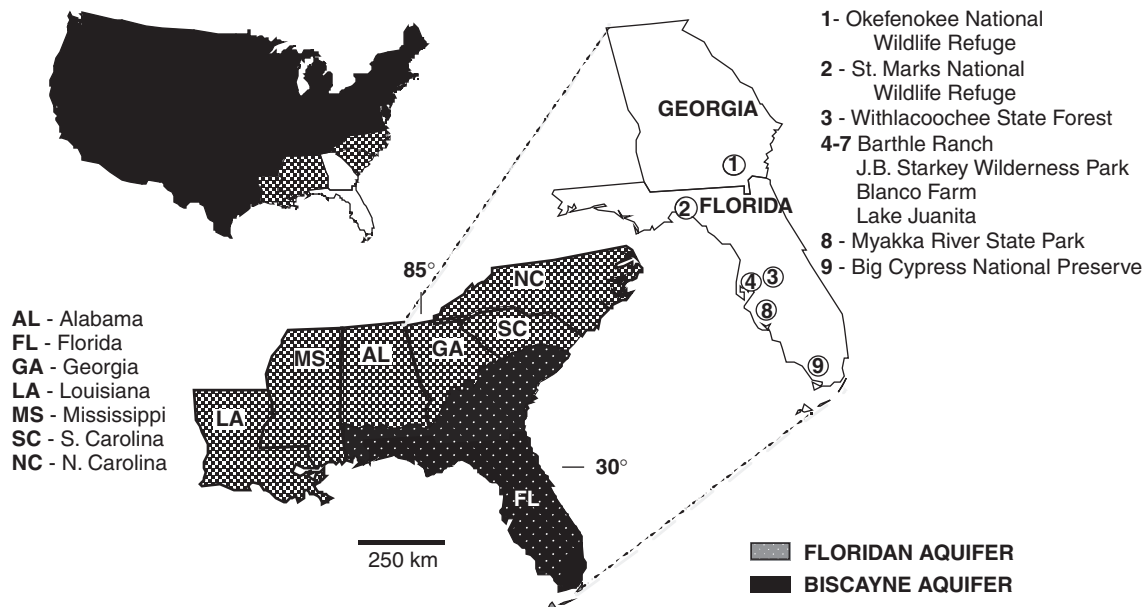 1- Okefenokee National
Wildlife Refuge
2 - St. Marks National
Wildlife Refuge
3 - Withlacoochee State Forest
4-7 Barthle Ranch
J.B. Starkey Wilderness Park
Blanco Farm
Lake Juanita
8 - Myakka River State Park
9 - Big Cypress National Preserve
GEORGIA
1
2
FLORIDA
4
3
8
9
85°
NC
SC
GA
AL
MS
LA
FL
30°
AL - Alabama
FL - Florida
GA - Georgia
LA - Louisiana
MS - Mississippi
SC - S. Carolina
NC - N. Carolina
250 km
FLORIDAN AQUIFER
BISCAYNE AQUIFER